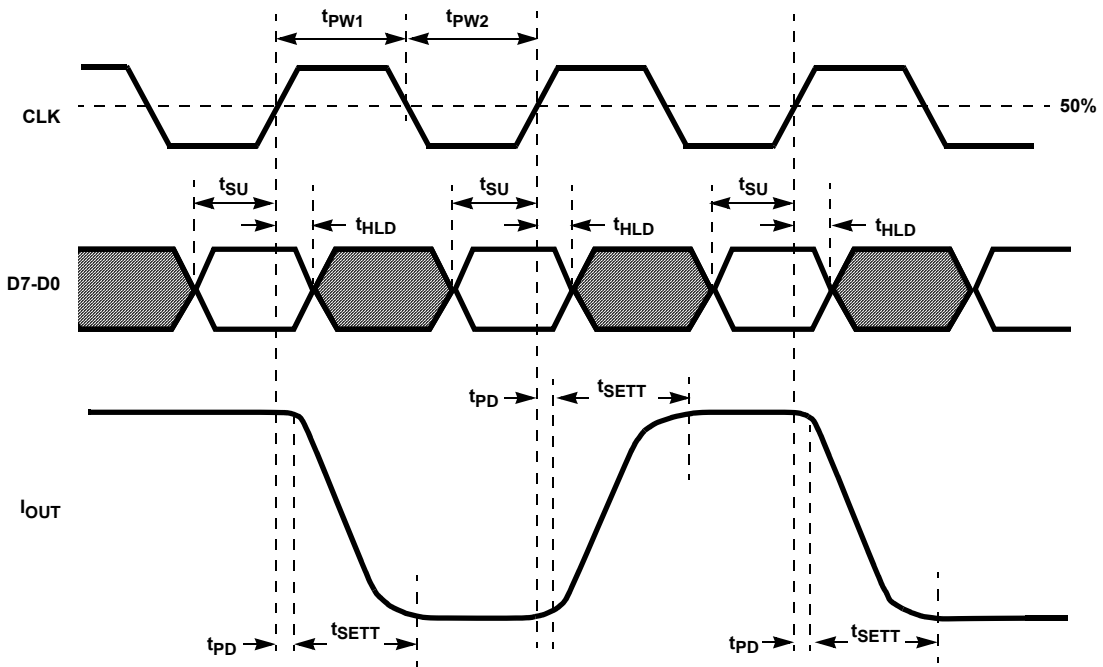 tPW1 tPW2
CLK
50%
tSU tSU tSU
tHLD tHLD tHLD
D7-D0
tPD tSETT
IOUT
tPD tSETT tPD tSETT